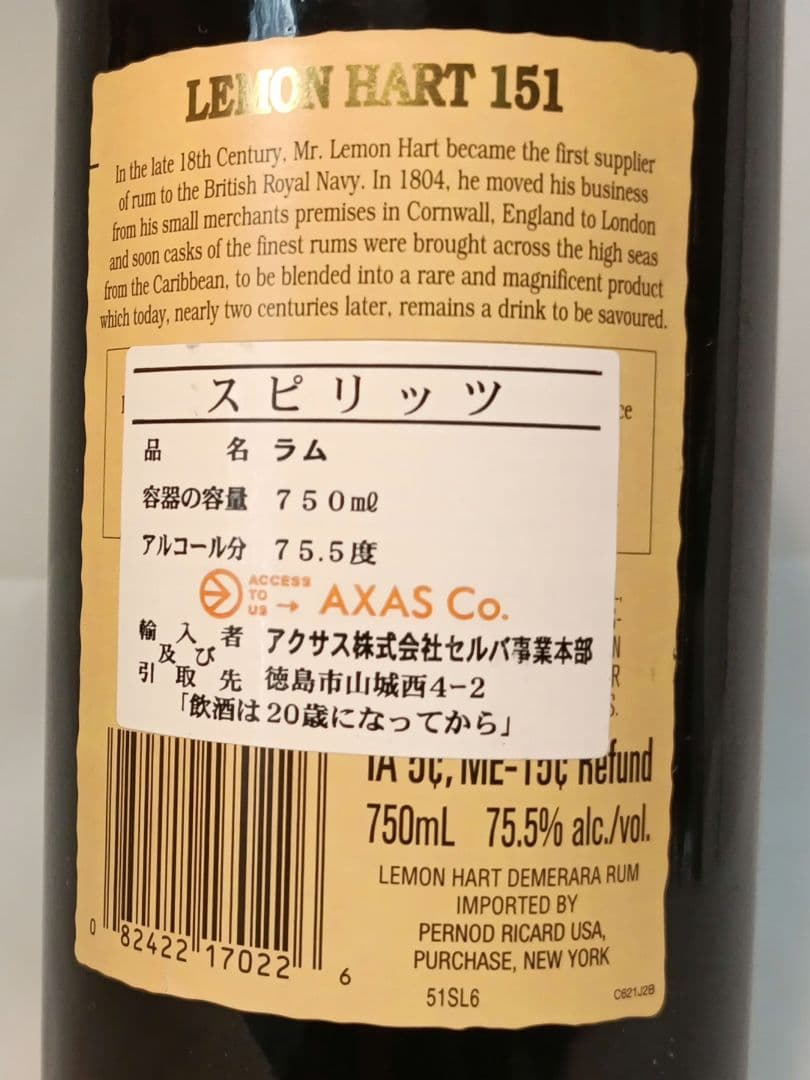 LEMON HART 151
In the late 18th Century, Mr. Lemon Hart became the first supplier
of rum to the British Royal Navy. In 1804, he moved his business
from his small merchants premises in Cornwall, England to London
and soon casks of the finest rums were brought across the high seas
from the Caribbean, to be blended into a rare and magnificent product
which today, nearly two centuries later, remains a drink to be savoured.
スピリッツ
品名 ラム
容器の容量 750㎖
アルコール分 75.5度
ACCESS
TO
US → AXAS Co.
輸入者 アクサス株式会社セルバ事業本部
及び
引取先 徳島市山城西4-2
「飲酒は20歳になってから」
IA 5¢, ME-15¢ Refund
750mL 75.5% alc./vol.
LEMON HART DEMERARA RUM
IMPORTED BY
PERNOD RICARD USA,
PURCHASE, NEW YORK
51SL6
C621J2B
0 82422 17022 6